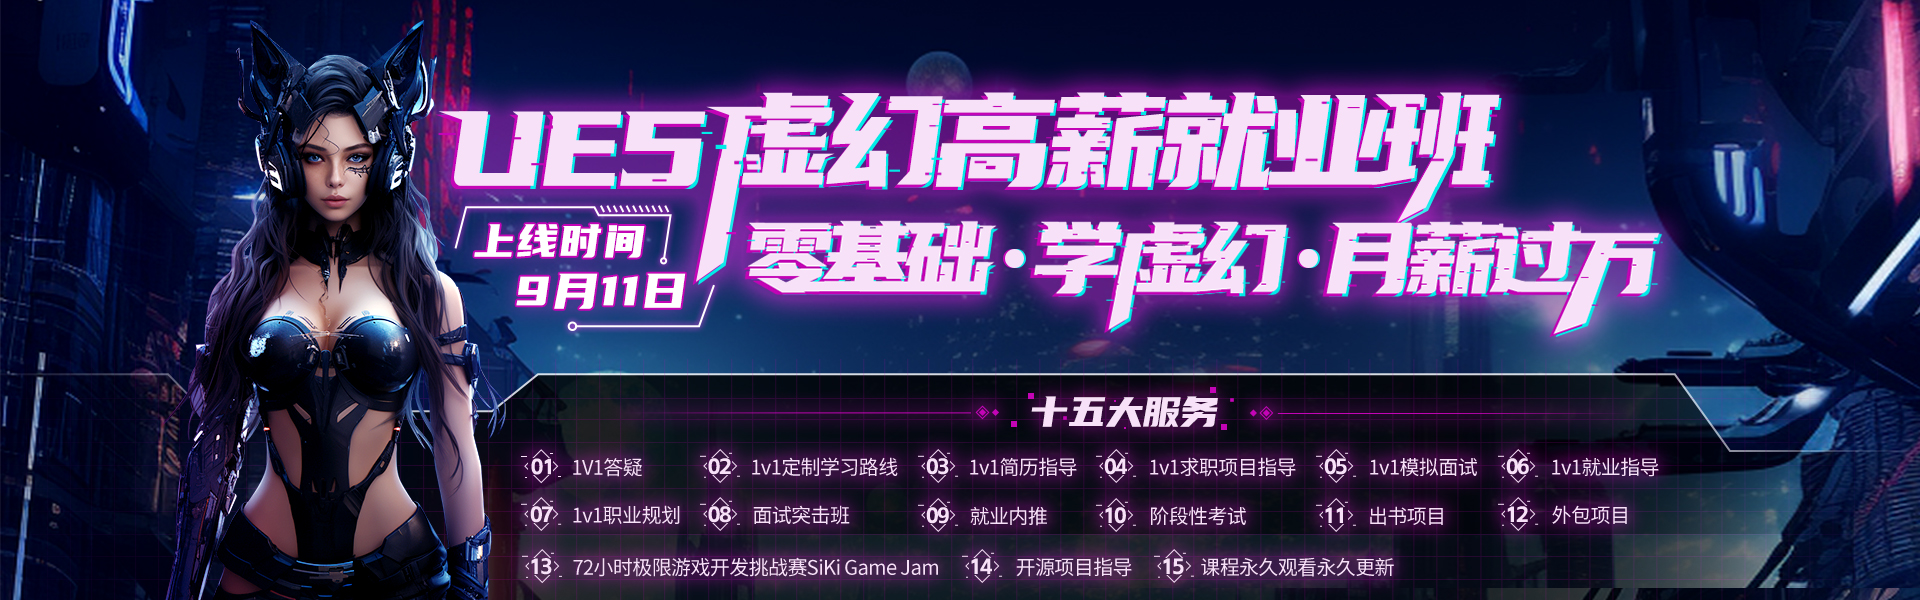 UE5虚幻高薪就业班
上线时间
9月11日
零基础·学虚幻·月薪过万
十五大服务
01 1V1答疑
02 1v1定制学习路线
03 1v1简历指导
04 1v1求职项目指导
05 1v1模拟面试
06 1v1就业指导
07 1v1职业规划
08 面试突击班
09 就业内推
10 阶段性考试
11 出书项目
12 外包项目
13 72小时极限游戏开发挑战赛SiKi Game Jam
14 开源项目指导
15 课程永久观看永久更新